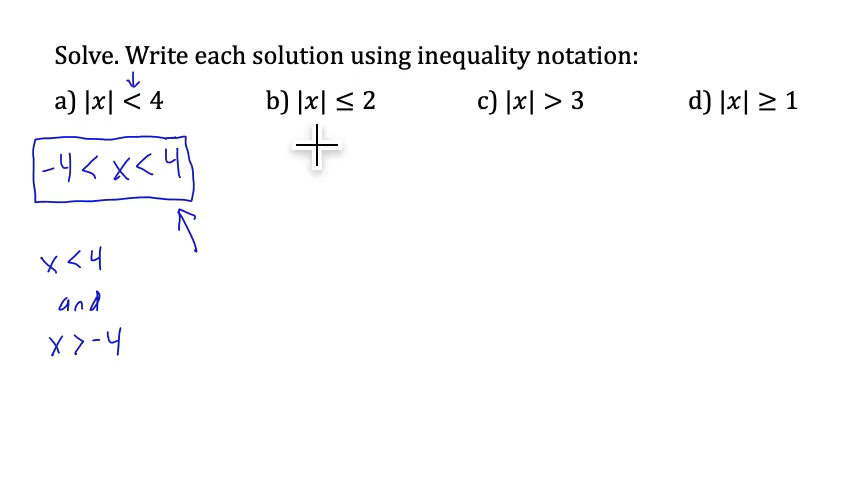 Solve. Write each solution using inequality notation:
a) |x| < 4 b) |x| ≤ 2 c) |x| > 3 d) |x| ≥ 1
-4 < x < 4
x < 4
and
x > -4